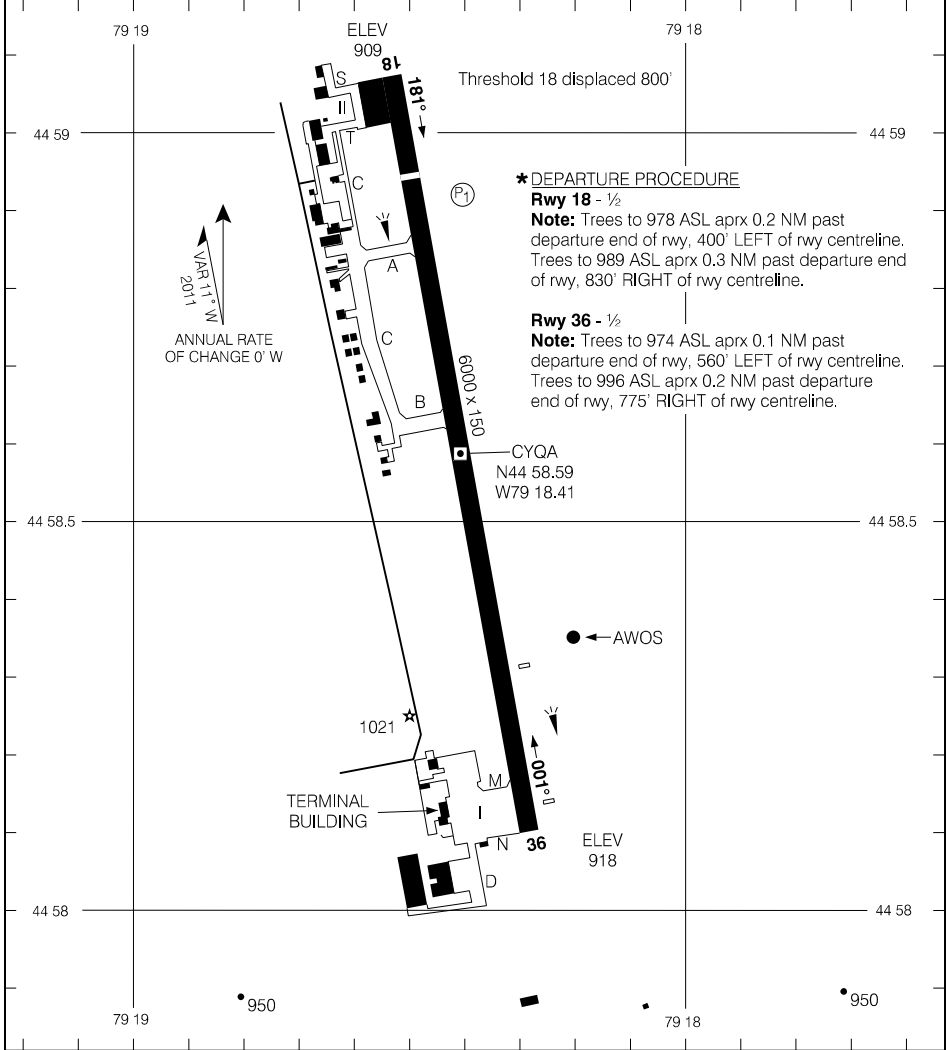 79 19
79 18
ELEV
909
18
Threshold 18 displaced 800'
181°
S
II
T
44 59
44 59
C
P1
* DEPARTURE PROCEDURE
Rwy 18 - ½
Note: Trees to 978 ASL aprx 0.2 NM past
departure end of rwy, 400' LEFT of rwy centreline.
Trees to 989 ASL aprx 0.3 NM past departure end
of rwy, 830' RIGHT of rwy centreline.
Rwy 36 - ½
Note: Trees to 974 ASL aprx 0.1 NM past
departure end of rwy, 560' LEFT of rwy centreline.
Trees to 996 ASL aprx 0.2 NM past departure
end of rwy, 775' RIGHT of rwy centreline.
VAR 11° W
2011
ANNUAL RATE
OF CHANGE 0' W
A
C
B
6000 x 150
CYQA
N44 58.59
W79 18.41
44 58.5
44 58.5
AWOS
1021
001°
M
TERMINAL
BUILDING
I
N
36
ELEV
918
D
44 58
44 58
950
950
79 19
79 18